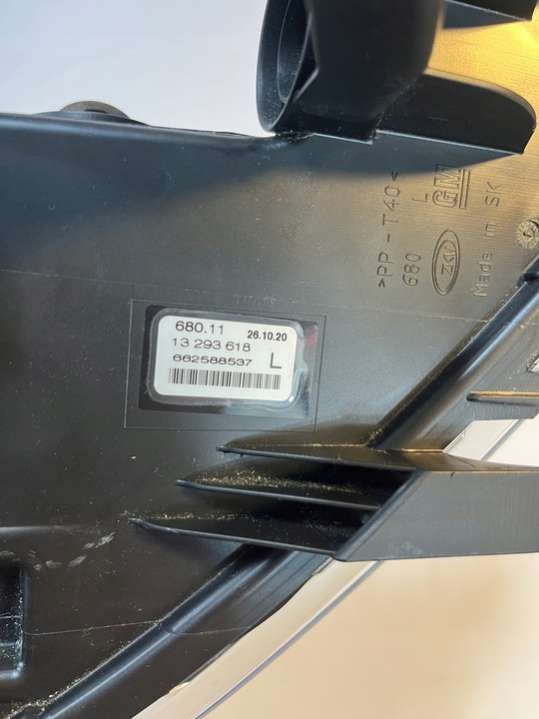 680.11 26.10.20
13 293 618
662588537 L
>PP-T40<
680 L
ZKW GM
Made in SK